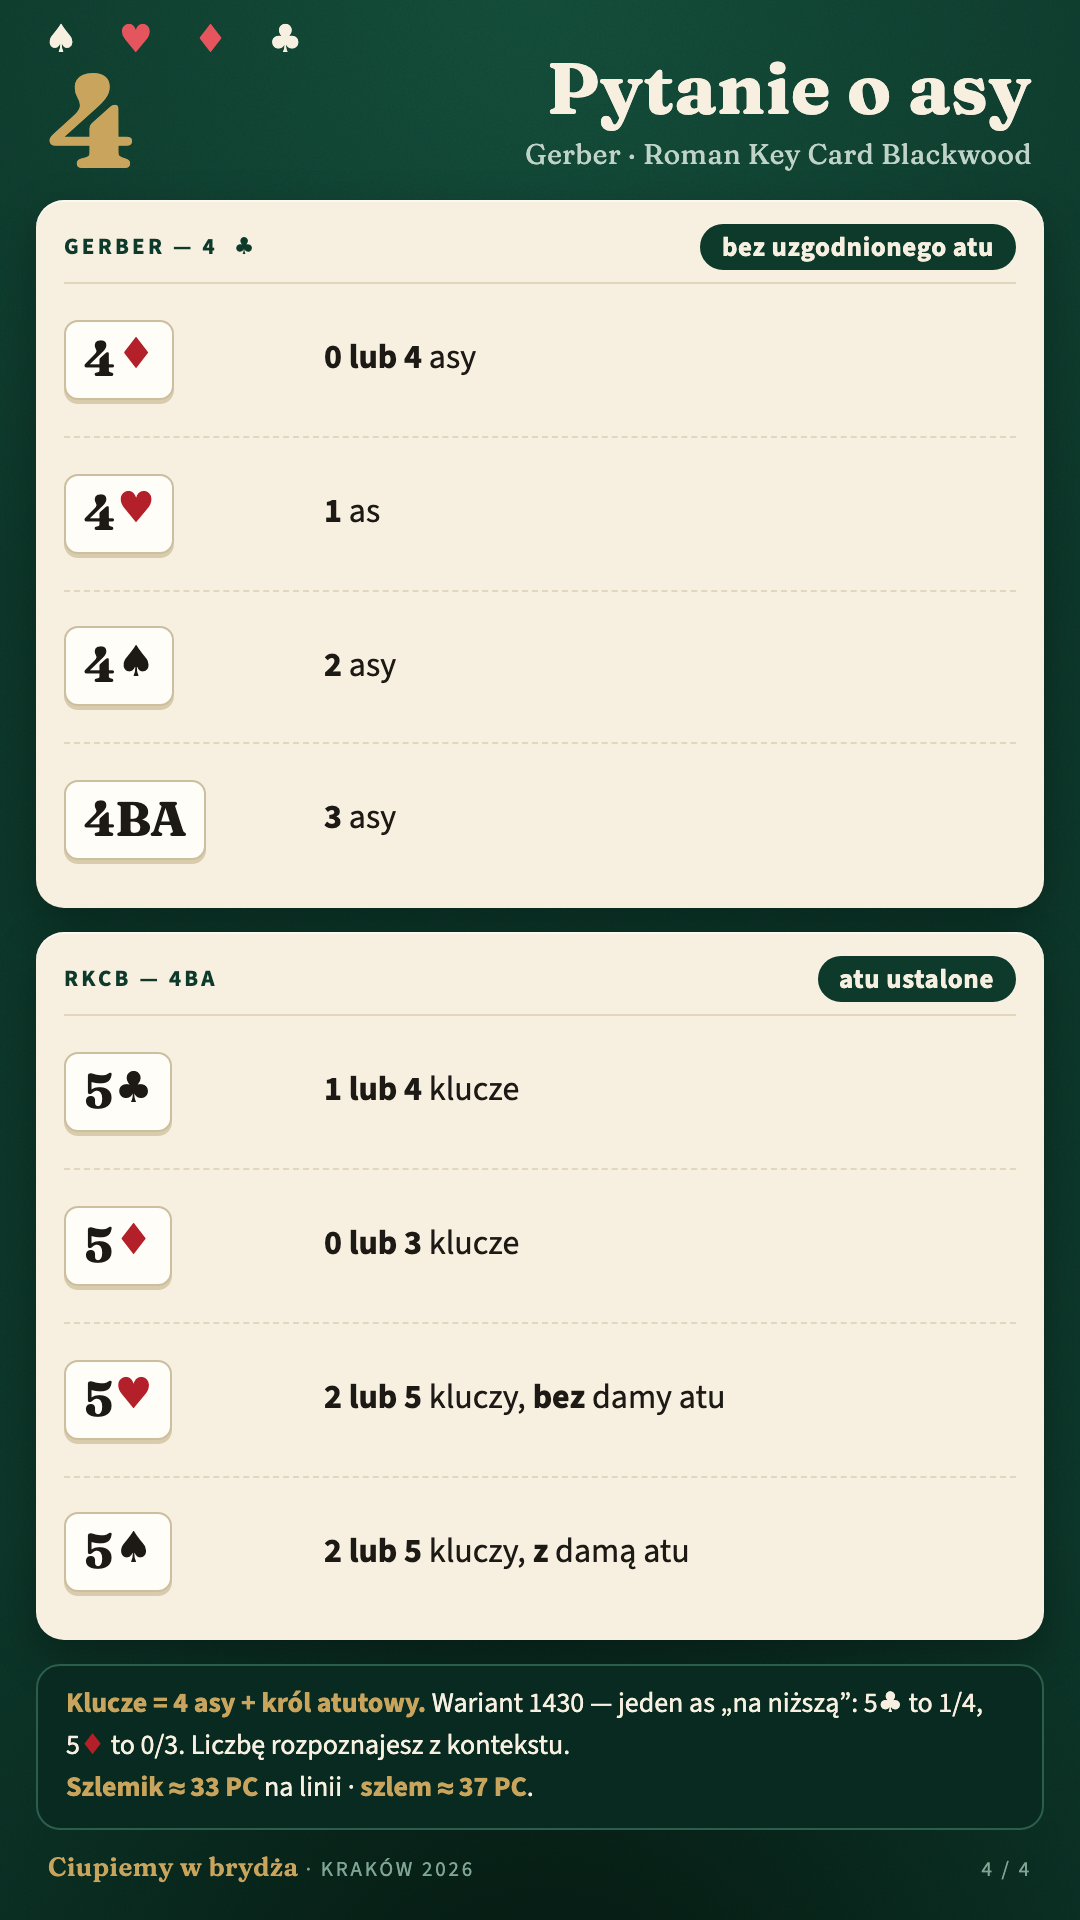 ♠ ♥ ♦ ♣
4
Pytanie o asy
Gerber · Roman Key Card Blackwood
GERBER — 4 ♣
bez uzgodnionego atu
4♦ 0 lub 4 asy
4♥ 1 as
4♠ 2 asy
4BA 3 asy
RKCB — 4BA
atu ustalone
5♣ 1 lub 4 klucze
5♦ 0 lub 3 klucze
5♥ 2 lub 5 kluczy, bez damy atu
5♠ 2 lub 5 kluczy, z damą atu
Klucze = 4 asy + król atutowy. Wariant 1430 — jeden as „na niższą”: 5♣ to 1/4,
5♦ to 0/3. Liczbę rozpoznajesz z kontekstu.
Szlemik ≈ 33 PC na linii · szlem ≈ 37 PC.
Ciupiemy w brydża · KRAKÓW 2026
4 / 4